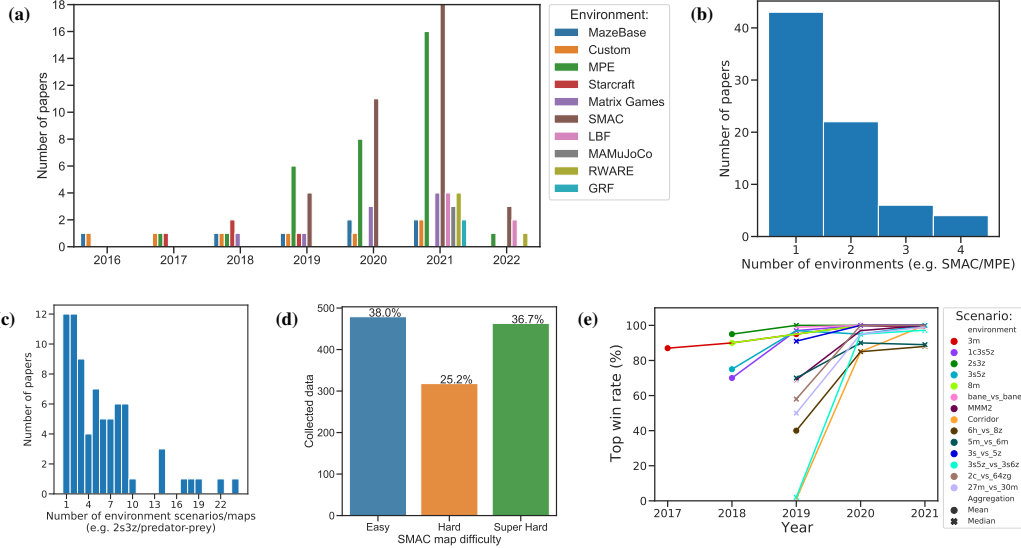 (a)
Number of papers
18
16
14
12
10
8
6
4
2
0
2016 2017 2018 2019 2020 2021 2022
Environment:
MazeBase
Custom
MPE
Starcraft
Matrix Games
SMAC
LBF
MAMuJoCo
RWARE
GRF
(b)
Number of papers
40
30
20
10
0
1 2 3 4
Number of environments (e.g. SMAC/MPE)
c)
Number of papers
12
10
8
6
4
2
0
1 4 7 10 13 16 19 22
Number of environment scenarios/maps
(e.g. 2s3z/predator-prey)
(d)
Collected data
500
400
300
200
100
0
38.0%
25.2%
36.7%
Easy Hard Super Hard
SMAC map difficulty
(e)
Top win rate (%)
100
80
60
40
20
0
2017 2018 2019 2020 2021
Year
Scenario:
environment
3m
1c3s5z
2s3z
3s5z
8m
bane_vs_bane
MMM2
Corridor
6h_vs_8z
5m_vs_6m
3s_vs_5z
3s5z_vs_3s6z
2c_vs_64zg
27m_vs_30m
Aggregation
Mean
Median